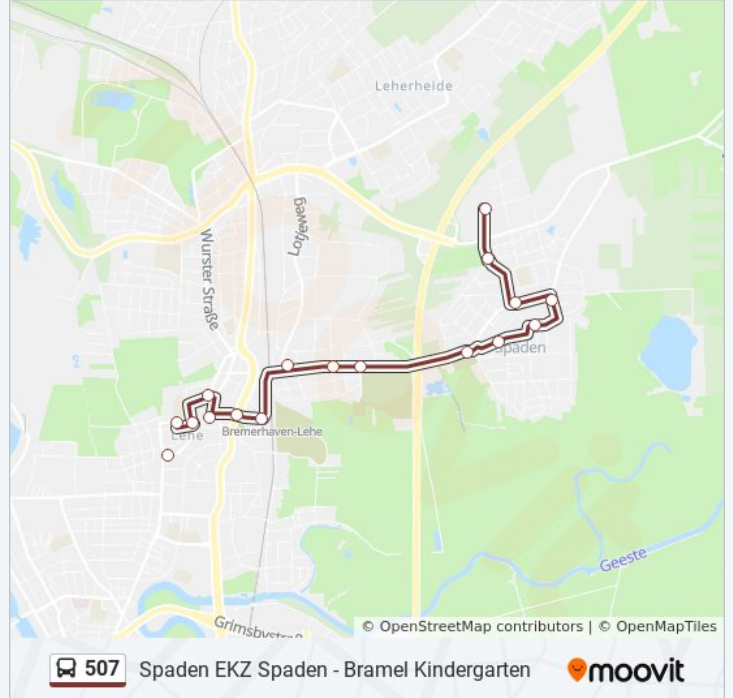 Leherheide
Lotjeweg
Wurster Straße
Spaden
Bremerhaven-Lehe
Lehe
Geeste
© OpenStreetMap contributors | © OpenMapTiles
507 Spaden EKZ Spaden - Bramel Kindergarten
moovit